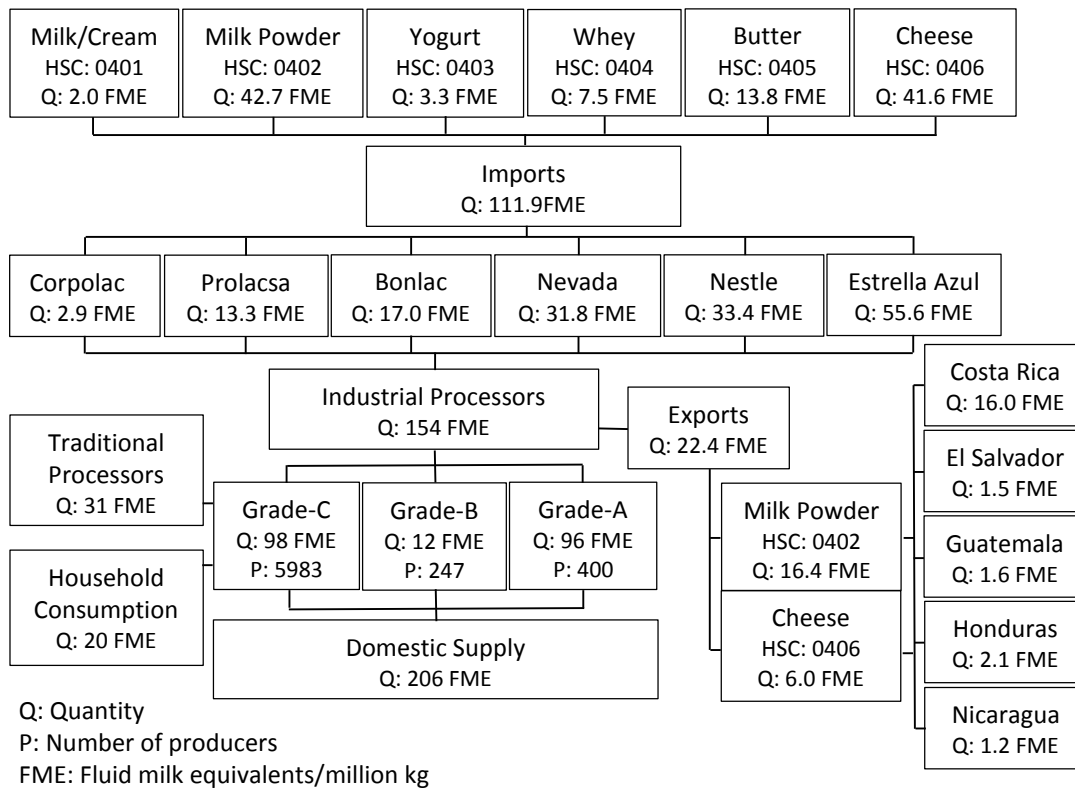 Milk/Cream
HSC: 0401
Q: 2.0 FME
Milk Powder
HSC: 0402
Q: 42.7 FME
Yogurt
HSC: 0403
Q: 3.3 FME
Whey
HSC: 0404
Q: 7.5 FME
Butter
HSC: 0405
Q: 13.8 FME
Cheese
HSC: 0406
Q: 41.6 FME
Imports
Q: 111.9FME
Corpolac
Q: 2.9 FME
Prolacsa
Q: 13.3 FME
Bonlac
Q: 17.0 FME
Nevada
Q: 31.8 FME
Nestle
Q: 33.4 FME
Estrella Azul
Q: 55.6 FME
Industrial Processors
Q: 154 FME
Exports
Q: 22.4 FME
Traditional
Processors
Q: 31 FME
Household
Consumption
Q: 20 FME
Grade-C
Q: 98 FME
P: 5983
Grade-B
Q: 12 FME
P: 247
Grade-A
Q: 96 FME
P: 400
Domestic Supply
Q: 206 FME
Milk Powder
HSC: 0402
Q: 16.4 FME
Cheese
HSC: 0406
Q: 6.0 FME
Costa Rica
Q: 16.0 FME
El Salvador
Q: 1.5 FME
Guatemala
Q: 1.6 FME
Honduras
Q: 2.1 FME
Nicaragua
Q: 1.2 FME
Q: Quantity
P: Number of producers
FME: Fluid milk equivalents/million kg